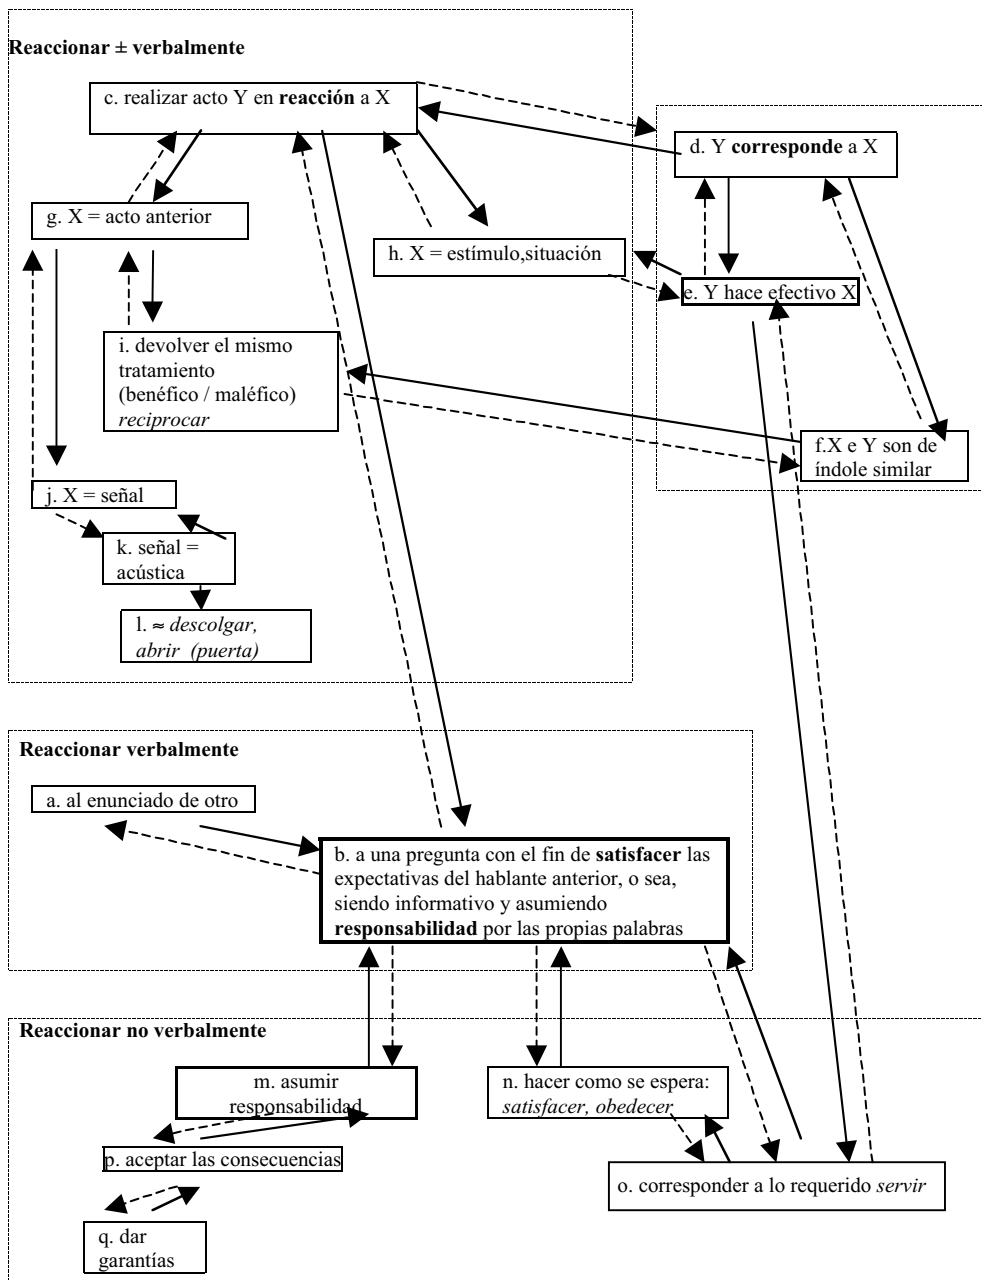 Reaccionar ± verbalmente
c. realizar acto Y en reacción a X
d. Y corresponde a X
g. X = acto anterior
h. X = estímulo,situación
e. Y hace efectivo X
i. devolver el mismo
tratamiento
(benéfico / maléfico)
reciprocar
f.X e Y son de
índole similar
j. X = señal
k. señal =
acústica
l. ≈ descolgar,
abrir (puerta)
Reaccionar verbalmente
a. al enunciado de otro
b. a una pregunta con el fin de satisfacer las
expectativas del hablante anterior, o sea,
siendo informativo y asumiendo
responsabilidad por las propias palabras
Reaccionar no verbalmente
m. asumir
responsabilidad
n. hacer como se espera:
satisfacer, obedecer
p. aceptar las consecuencias
o. corresponder a lo requerido servir
q. dar
garantías